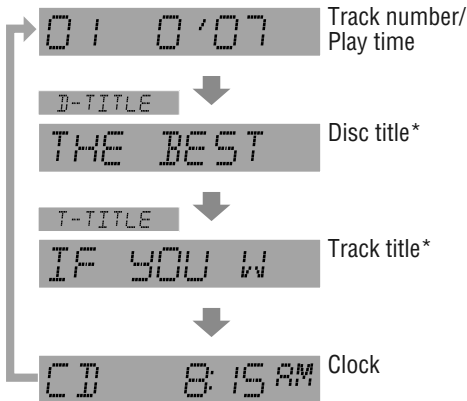 01 0'07
Track number/
Play time
D-TITLE
THE BEST
Disc title*
T-TITLE
IF YOU W
Track title*
CD 8:15 AM
Clock